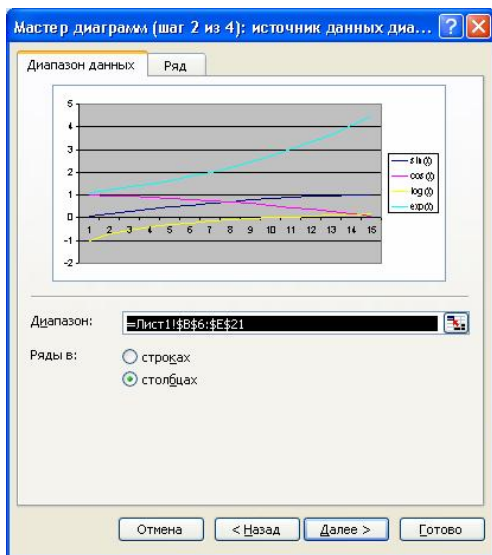 Мастер диаграмм (шаг 2 из 4): источник данных диа...
Диапазон данных Ряд
5
4
3
2
1
0
-1
-2
1 2 3 4 5 6 7 8 9 10 11 12 13 14 15
sin(t)
cos(t)
log(t)
exp(t)
Диапазон: =Лист1!$B$6:$E$21
Ряды в: строках
столбцах
Отмена < Назад Далее > Готово